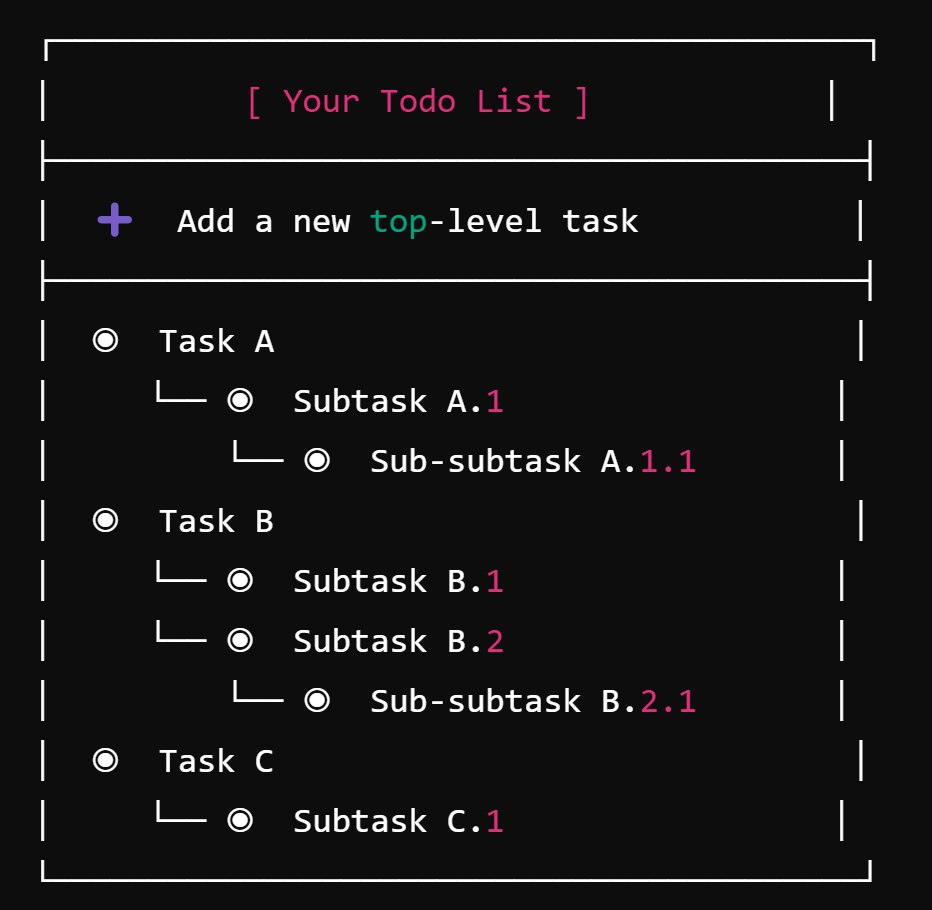 [ Your Todo List ]
➕ Add a new top-level task
◉ Task A
└── ◉ Subtask A.1
└── ◉ Sub-subtask A.1.1
◉ Task B
└── ◉ Subtask B.1
└── ◉ Subtask B.2
└── ◉ Sub-subtask B.2.1
◉ Task C
└── ◉ Subtask C.1